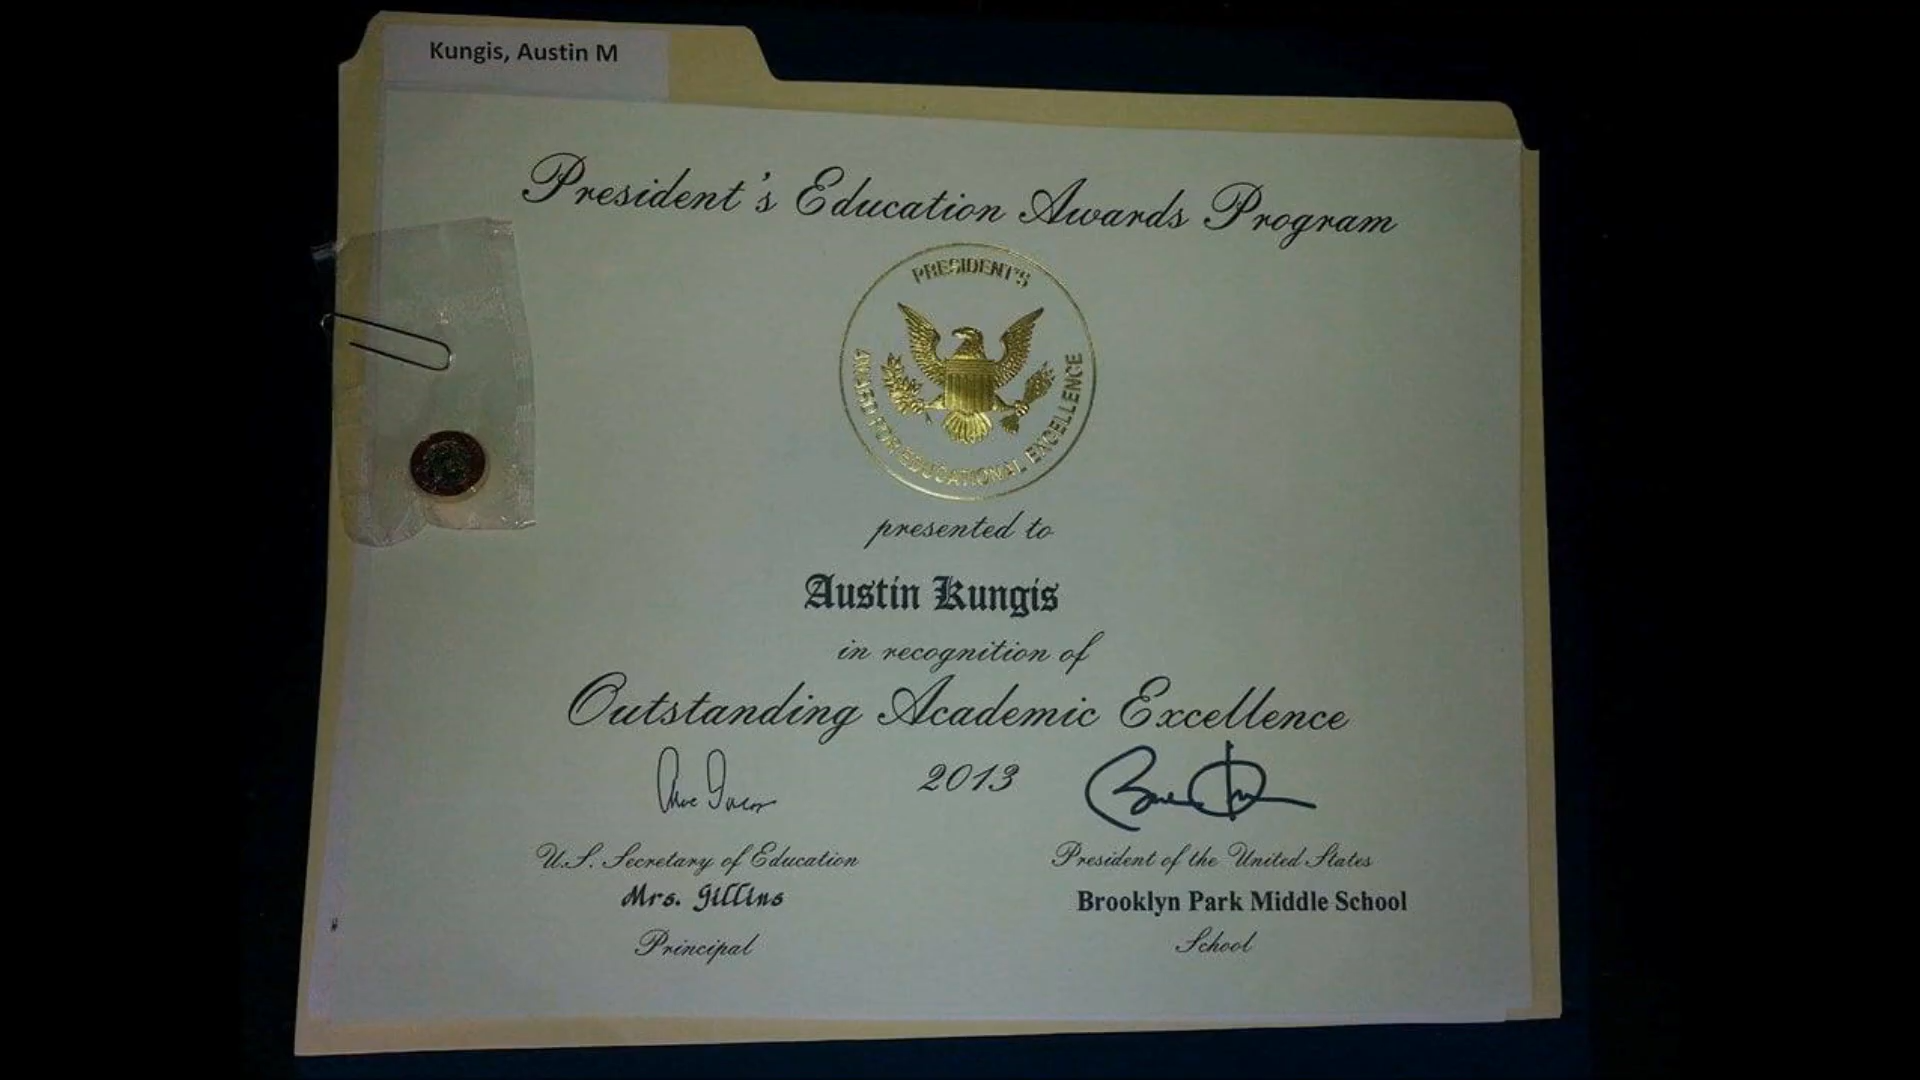 Kungis, Austin M
President's Education Awards Program
PRESIDENT'S
AWARD FOR EDUCATIONAL EXCELLENCE
presented to
Austin Kungis
in recognition of
Outstanding Academic Excellence
2013
U.S. Secretary of Education
President of the United States
Mrs. Gillins
Brooklyn Park Middle School
Principal
School